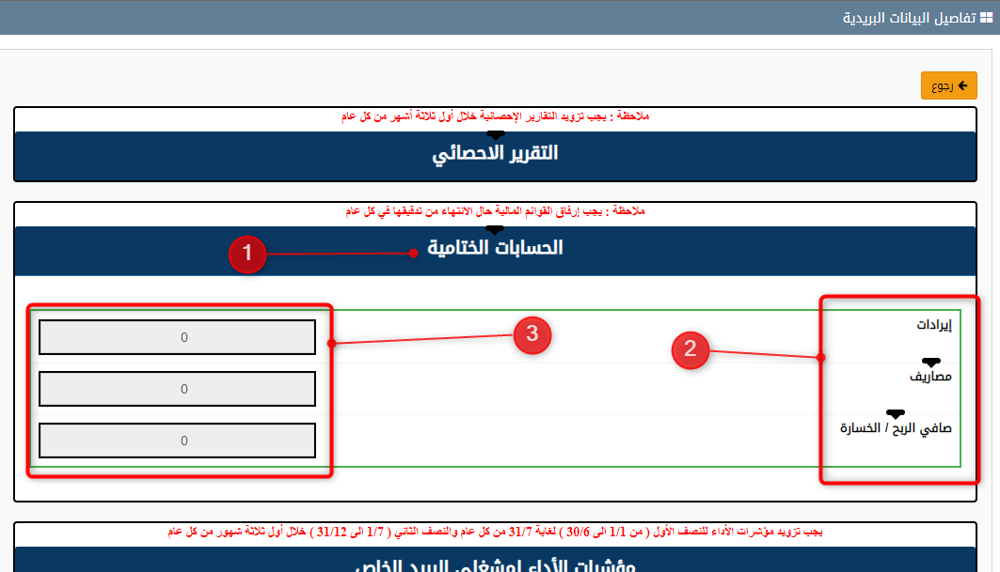 تفاصيل البيانات البريدية
رجوع
ملاحظة : يجب تزويد التقارير الإحصائية خلال أول ثلاثة أشهر من كل عام
التقرير الاحصائي
ملاحظة : يجب إرفاق القوائم المالية حال الانتهاء من تدقيقها في كل عام
الحسابات الختامية
1
3
2
إيرادات
0
مصاريف
0
صافي الربح / الخسارة
0
يجب تزويد مؤشرات الأداء للنصف الأول ( من 1/1 الى 30/6 ) لغاية 31/7 من كل عام والنصف الثاني ( 1/7 الى 31/12 ) خلال أول ثلاثة شهور من كل عام
مؤشرات الأداء لمشغلي البريد الخاص